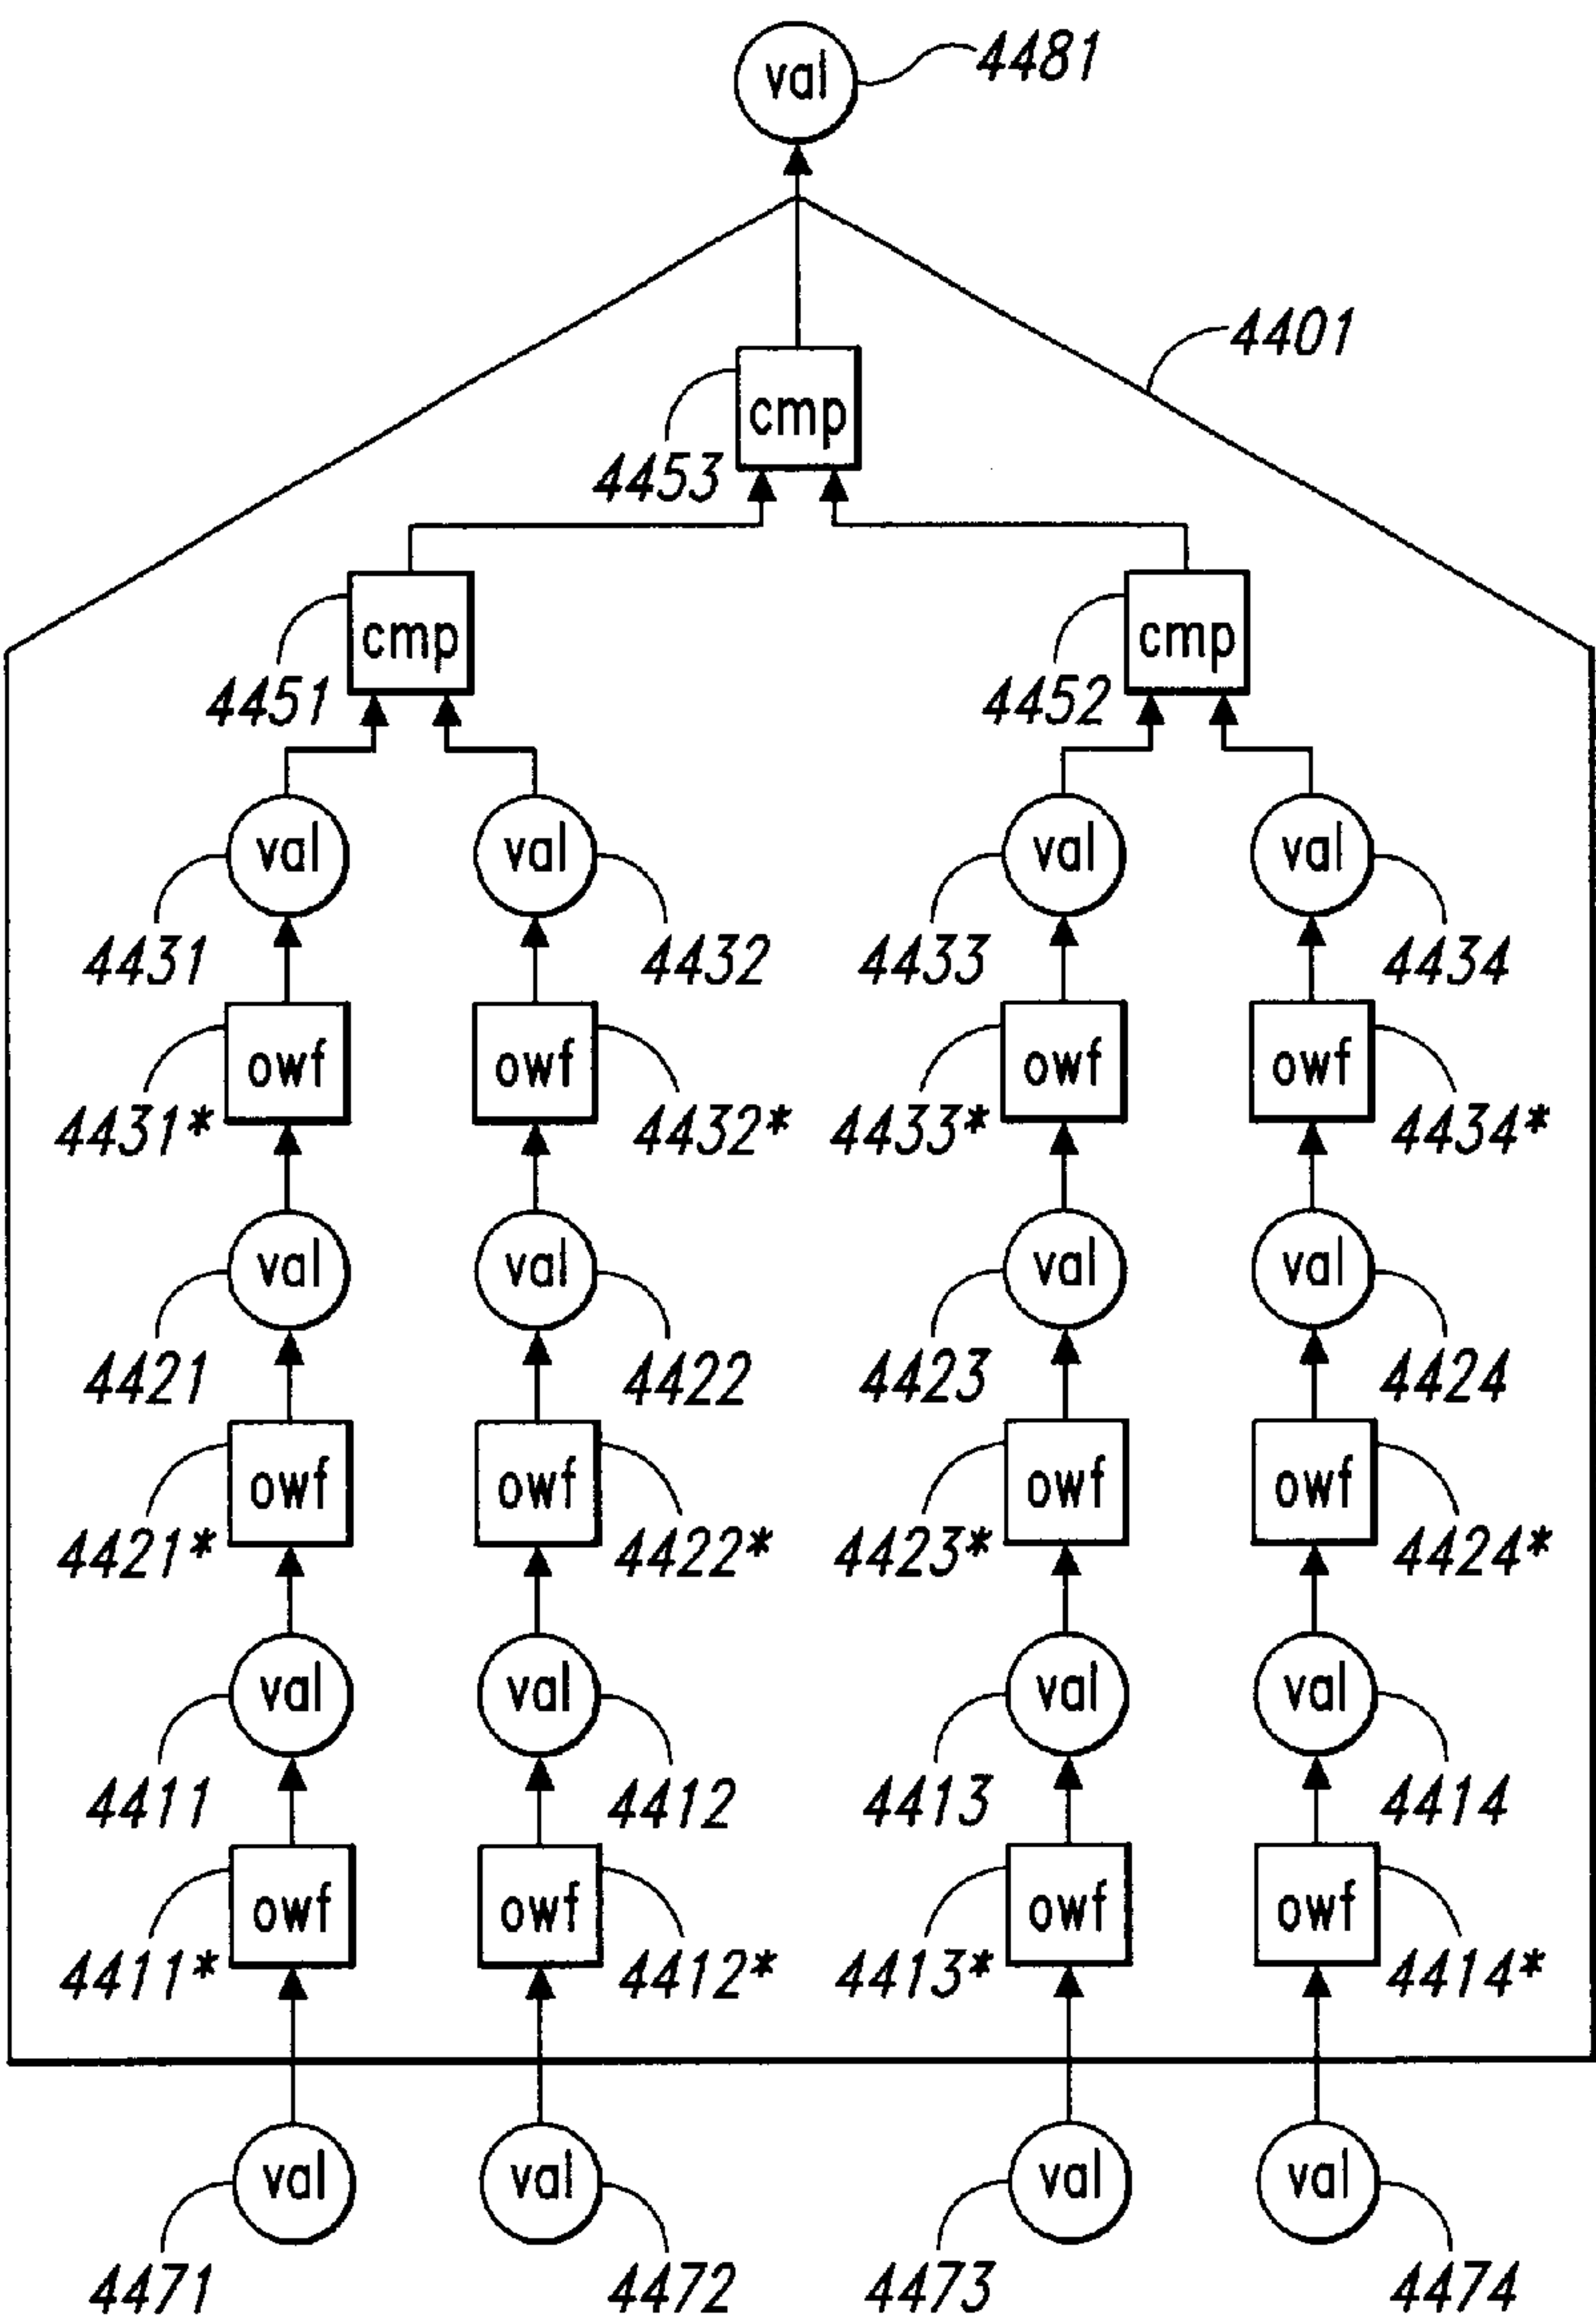 val 4481
4401
cmp
4453
cmp cmp
4451 4452
val val val val
4431 4432 4433 4434
owf owf owf owf
4431* 4432* 4433* 4434*
val val val val
4421 4422 4423 4424
owf owf owf owf
4421* 4422* 4423* 4424*
val val val val
4411 4412 4413 4414
owf owf owf owf
4411* 4412* 4413* 4414*
val val val val
4471 4472 4473 4474